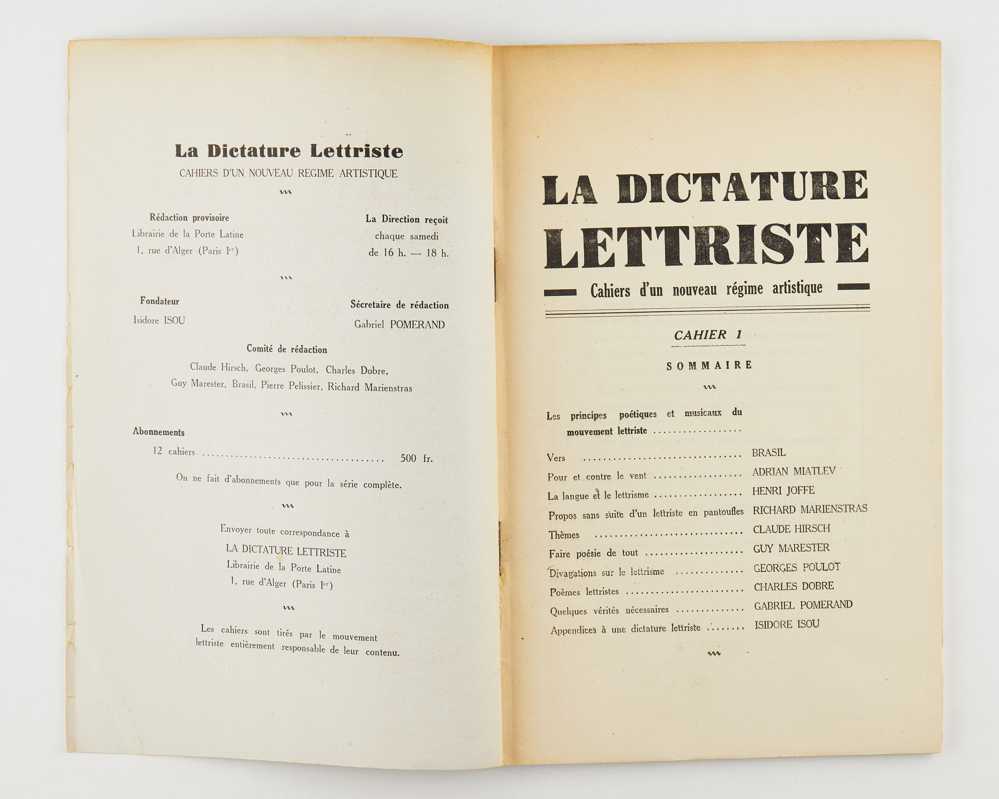 La Dictature Lettriste
CAHIERS D'UN NOUVEAU REGIME ARTISTIQUE
Rédaction provisoire
Librairie de la Porte Latine
1, rue d'Alger (Paris Iᵉʳ)
La Direction reçoit
chaque samedi
de 16 h. — 18 h.
Fondateur
Isidore ISOU
Sécretaire de rédaction
Gabriel POMERAND
Comité de rédaction
Claude Hirsch, Georges Poulot, Charles Dobre,
Guy Marester, Brasil, Pierre Pelissier, Richard Marienstras
Abonnements
12 cahiers .................................... 500 fr.
On ne fait d'abonnements que pour la série complète.
Envoyer toute correspondance à
LA DICTATURE LETTRISTE
Librairie de la Porte Latine
1, rue d'Alger (Paris Iᵉʳ)
Les cahiers sont tirés par le mouvement
lettriste entièrement responsable de leur contenu.
LA DICTATURE
LETTRISTE
Cahiers d'un nouveau régime artistique
CAHIER 1
SOMMAIRE
Les principes poétiques et musicaux du
mouvement lettriste ..................
Vers ................................ BRASIL
Pour et contre le vent .................. ADRIAN MIATLEV
La langue et le lettrisme .................. HENRI JOFFE
Propos sans suite d'un lettriste en pantoufles RICHARD MARIENSTRAS
Thèmes .............................. CLAUDE HIRSCH
Faire poésie de tout .................... GUY MARESTER
Divagations sur le lettrisme .............. GEORGES POULOT
Poèmes lettristes ........................ CHARLES DOBRE
Quelques vérités nécessaires .............. GABRIEL POMERAND
Appendices à une dictature lettriste ........ ISIDORE ISOU